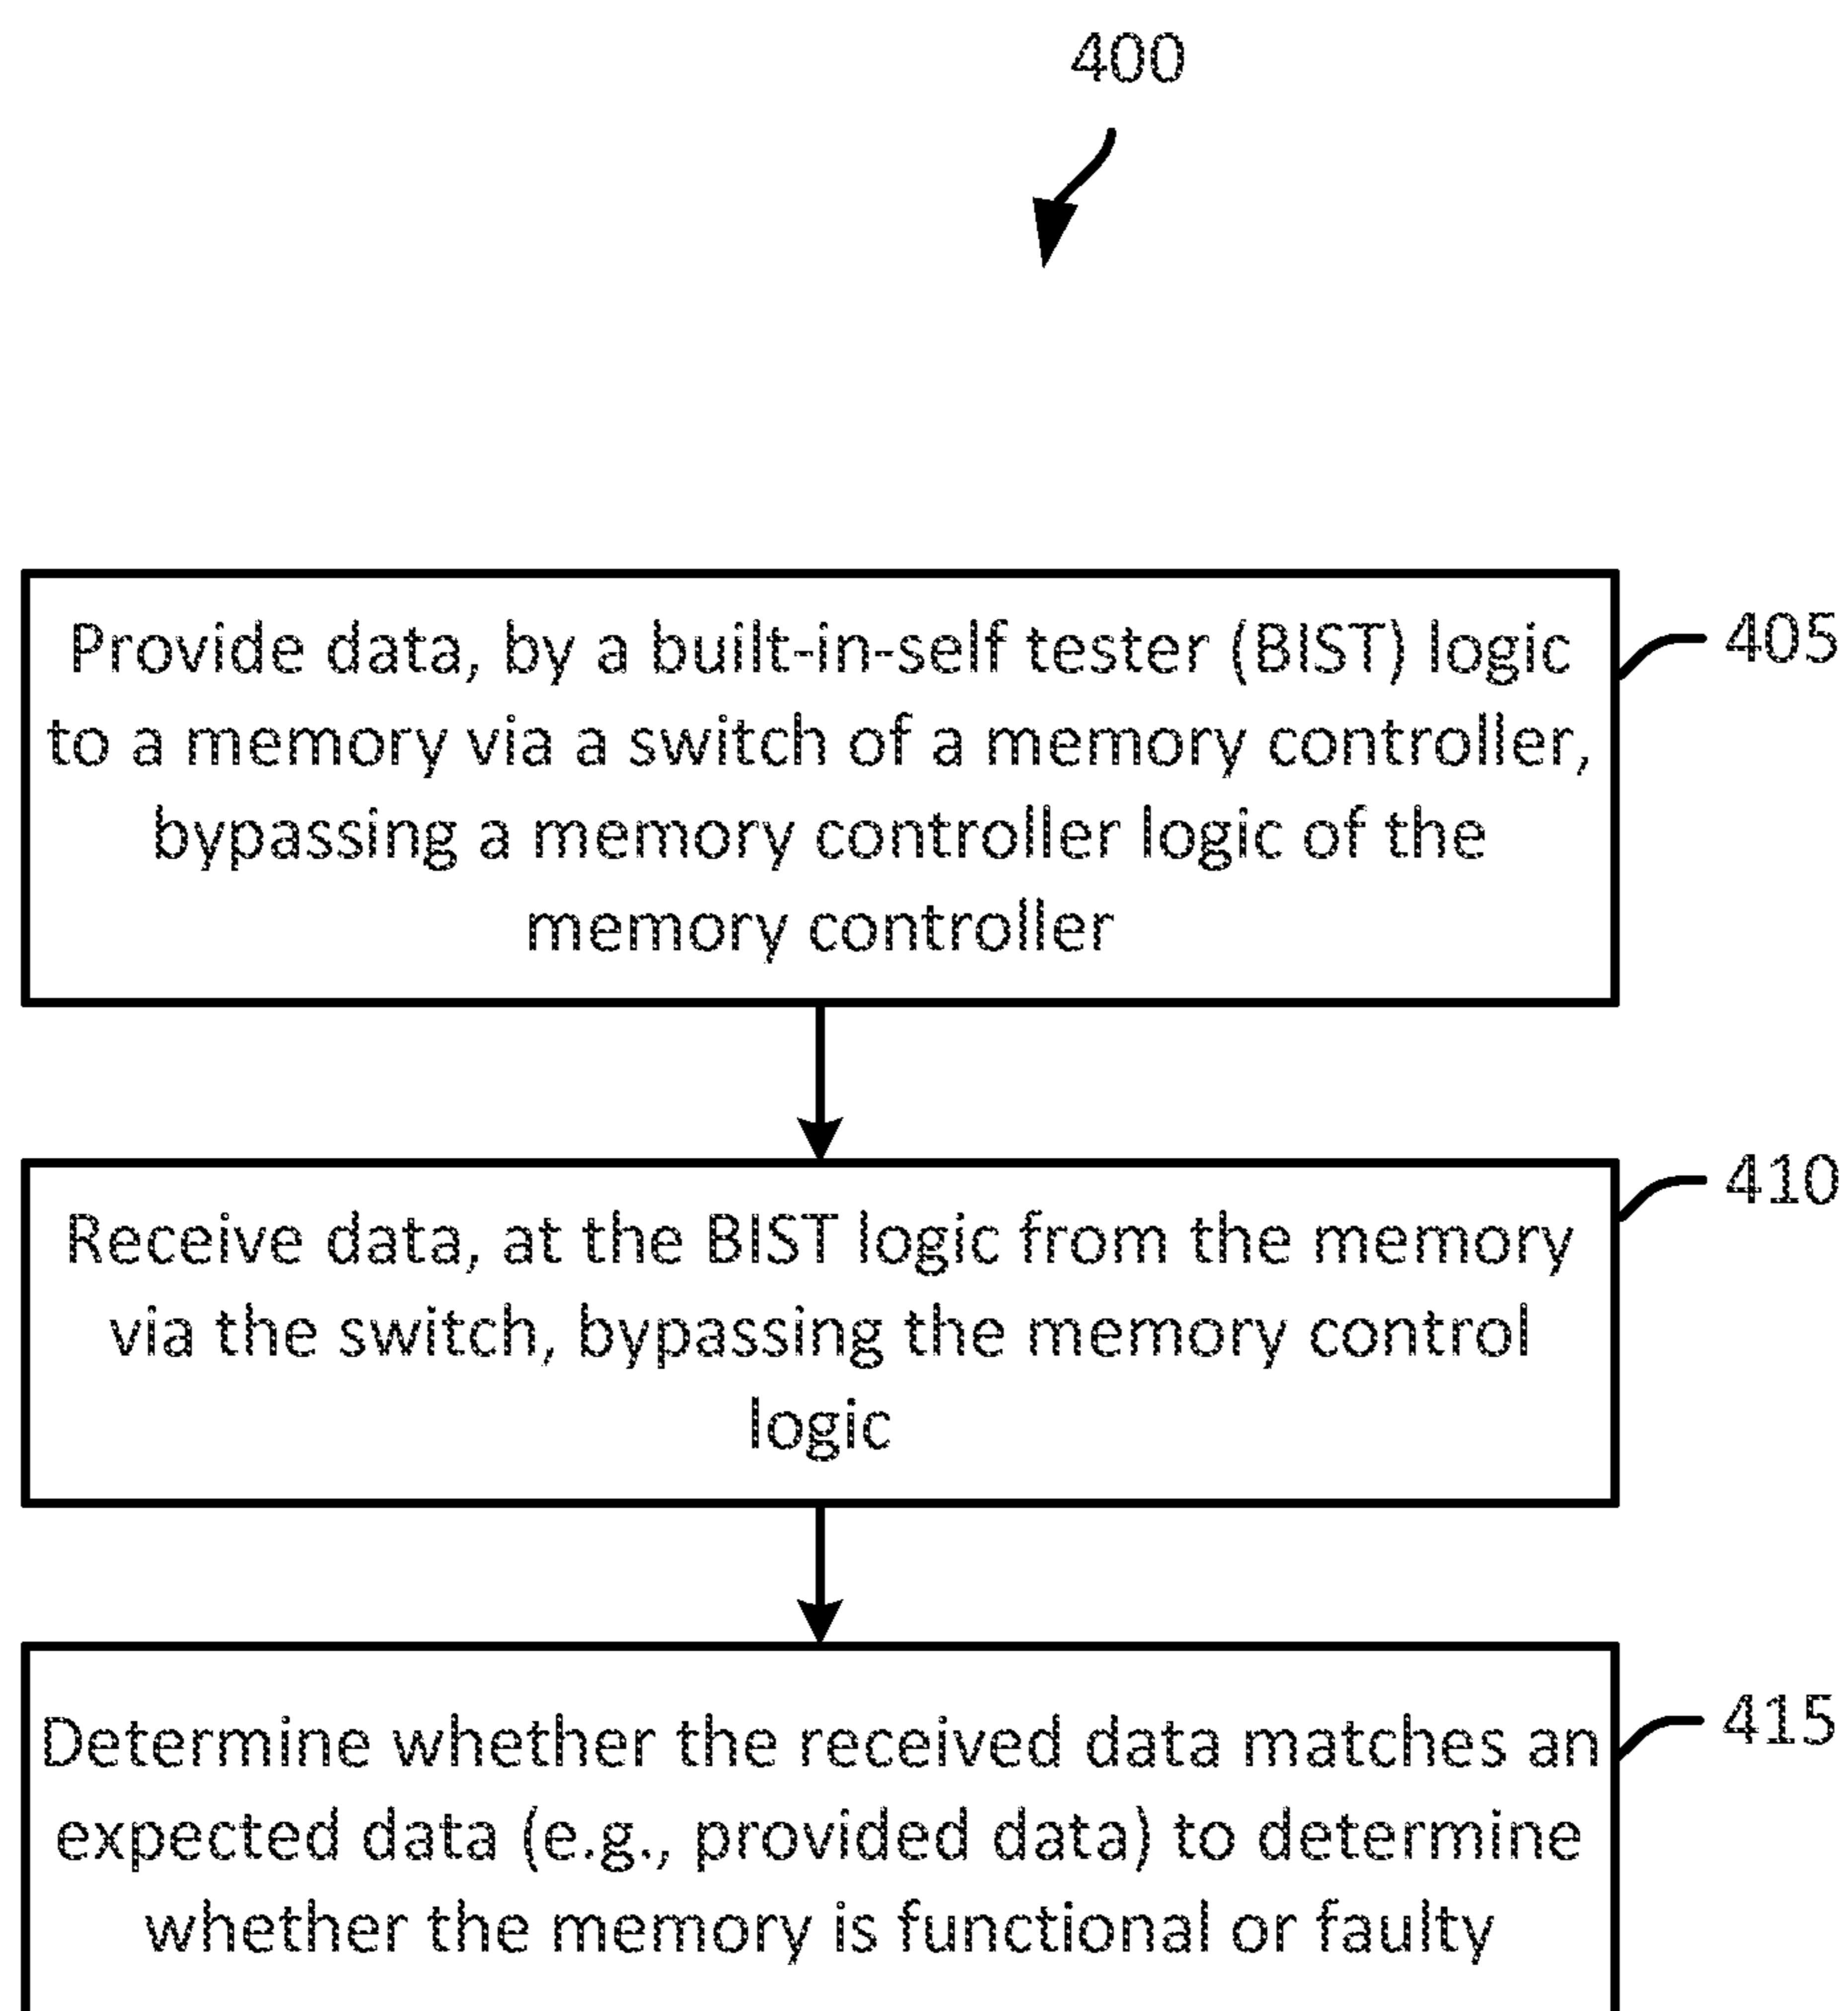 400
Provide data, by a built-in-self tester (BIST) logic
to a memory via a switch of a memory controller,
bypassing a memory controller logic of the
memory controller
405
Receive data, at the BIST logic from the memory
via the switch, bypassing the memory control
logic
410
Determine whether the received data matches an
expected data (e.g., provided data) to determine
whether the memory is functional or faulty
415